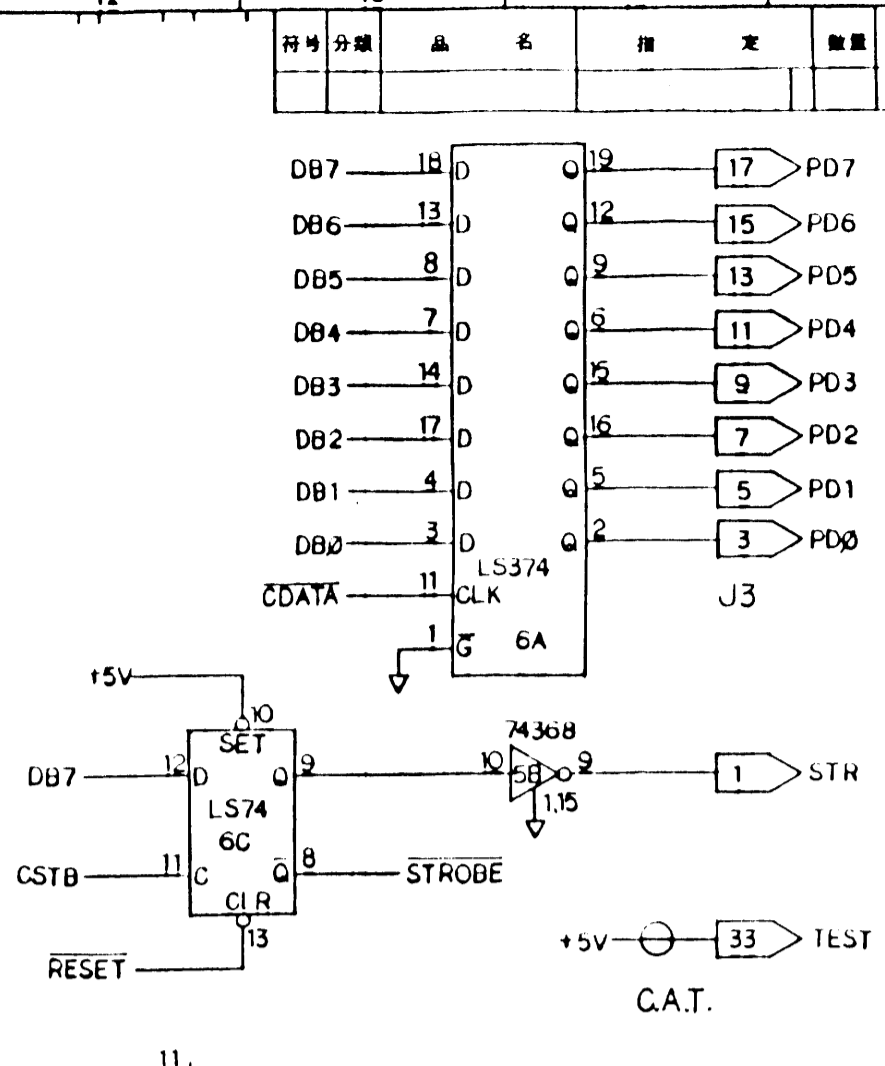 符号 分類 品名 指定 数量
DB7 18 D Q 19 17 PD7
DB6 13 D Q 12 15 PD6
DB5 8 D Q 9 13 PD5
DB4 7 D Q 6 11 PD4
DB3 14 D Q 15 9 PD3
DB2 17 D Q 16 7 PD2
DB1 4 D Q 5 5 PD1
DBØ 3 D Q 2 3 PDØ
LS374
C̅D̅A̅T̅A̅ 11 CLK J3
1 G̅ 6A
+5V
10
SET
74368
DB7 12 D Q 9 10 5B 9 1 STR
LS74
1,15
6C
CSTB 11 C Q̅ 8 S̅T̅R̅O̅B̅E̅
CLR
13
R̅E̅S̅E̅T̅
+5V 33 TEST
C.A.T.